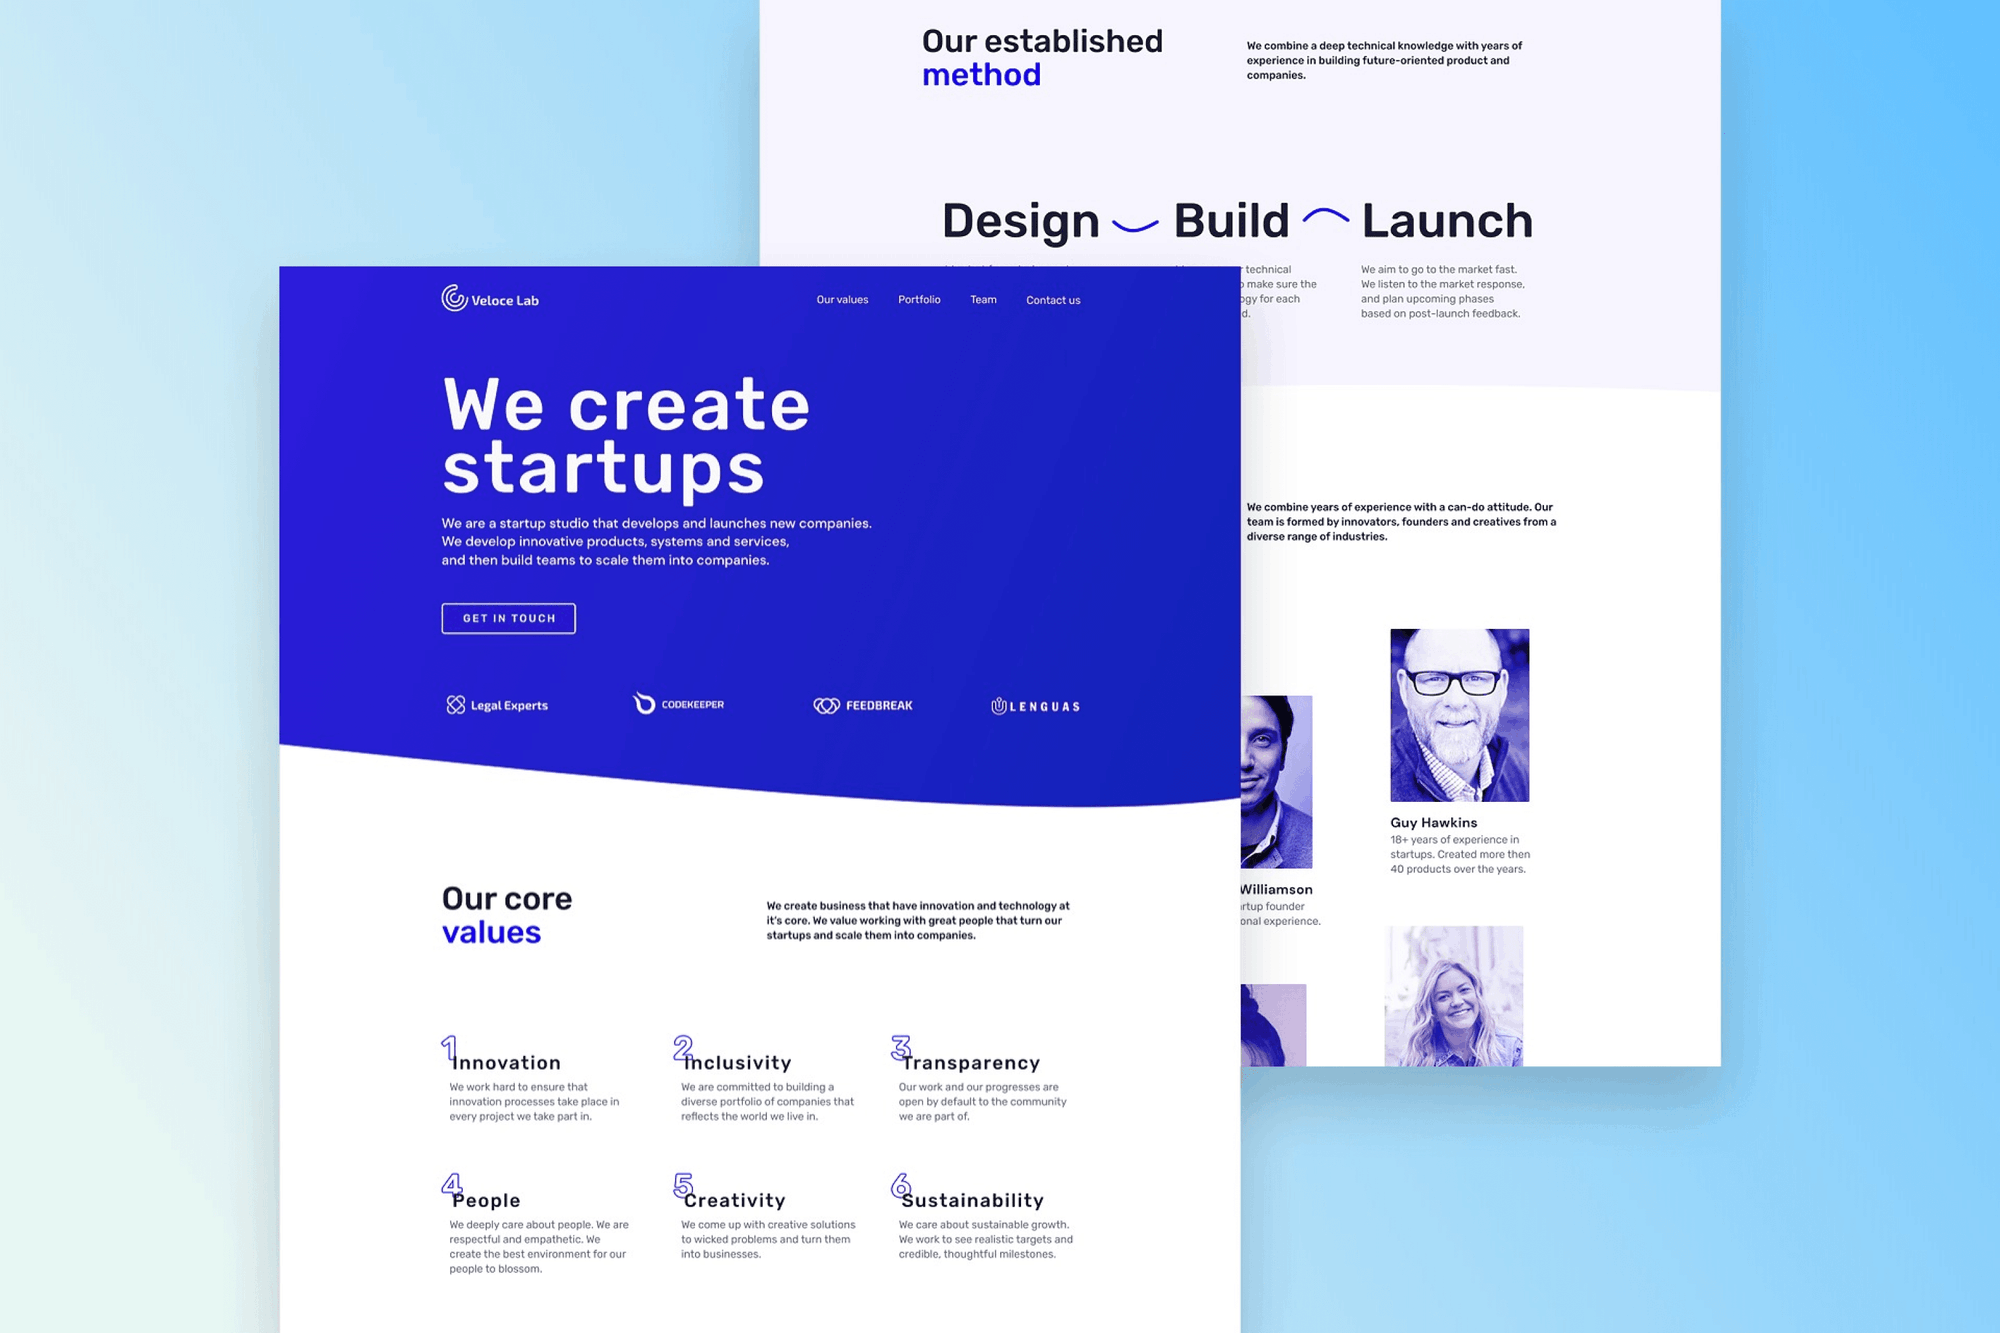 Our established
method
We combine a deep technical knowledge with years of
experience in building future-oriented product and
companies.
Design
Build
Launch
technical
make sure the
for each
We aim to go to the market fast.
We listen to the market response,
and plan upcoming phases
based on post-launch feedback.
We combine years of experience with a can-do attitude. Our
team is formed by innovators, founders and creatives from a
diverse range of industries.
Williamson
founder
experience.
Guy Hawkins
18+ years of experience in
startups. Created more then
40 products over the years.
Veloce Lab
Our values
Portfolio
Team
Contact us
We create
startups
We are a startup studio that develops and launches new companies.
We develop innovative products, systems and services,
and then build teams to scale them into companies.
GET IN TOUCH
Legal Experts
CODEKEEPER
FEEDBREAK
LENGUAS
Our core
values
We create business that have innovation and technology at
it's core. We value working with great people that turn our
startups and scale them into companies.
1
Innovation
We work hard to ensure that
innovation processes take place in
every project we take part in.
2
Inclusivity
We are committed to building a
diverse portfolio of companies that
reflects the world we live in.
3
Transparency
Our work and our progresses are
open by default to the community
we are part of.
4
People
We deeply care about people. We are
respectful and empathetic. We
create the best environment for our
people to blossom.
5
Creativity
We come up with creative solutions
to wicked problems and turn them
into businesses.
6
Sustainability
We care about sustainable growth.
We work to see realistic targets and
credible, thoughtful milestones.